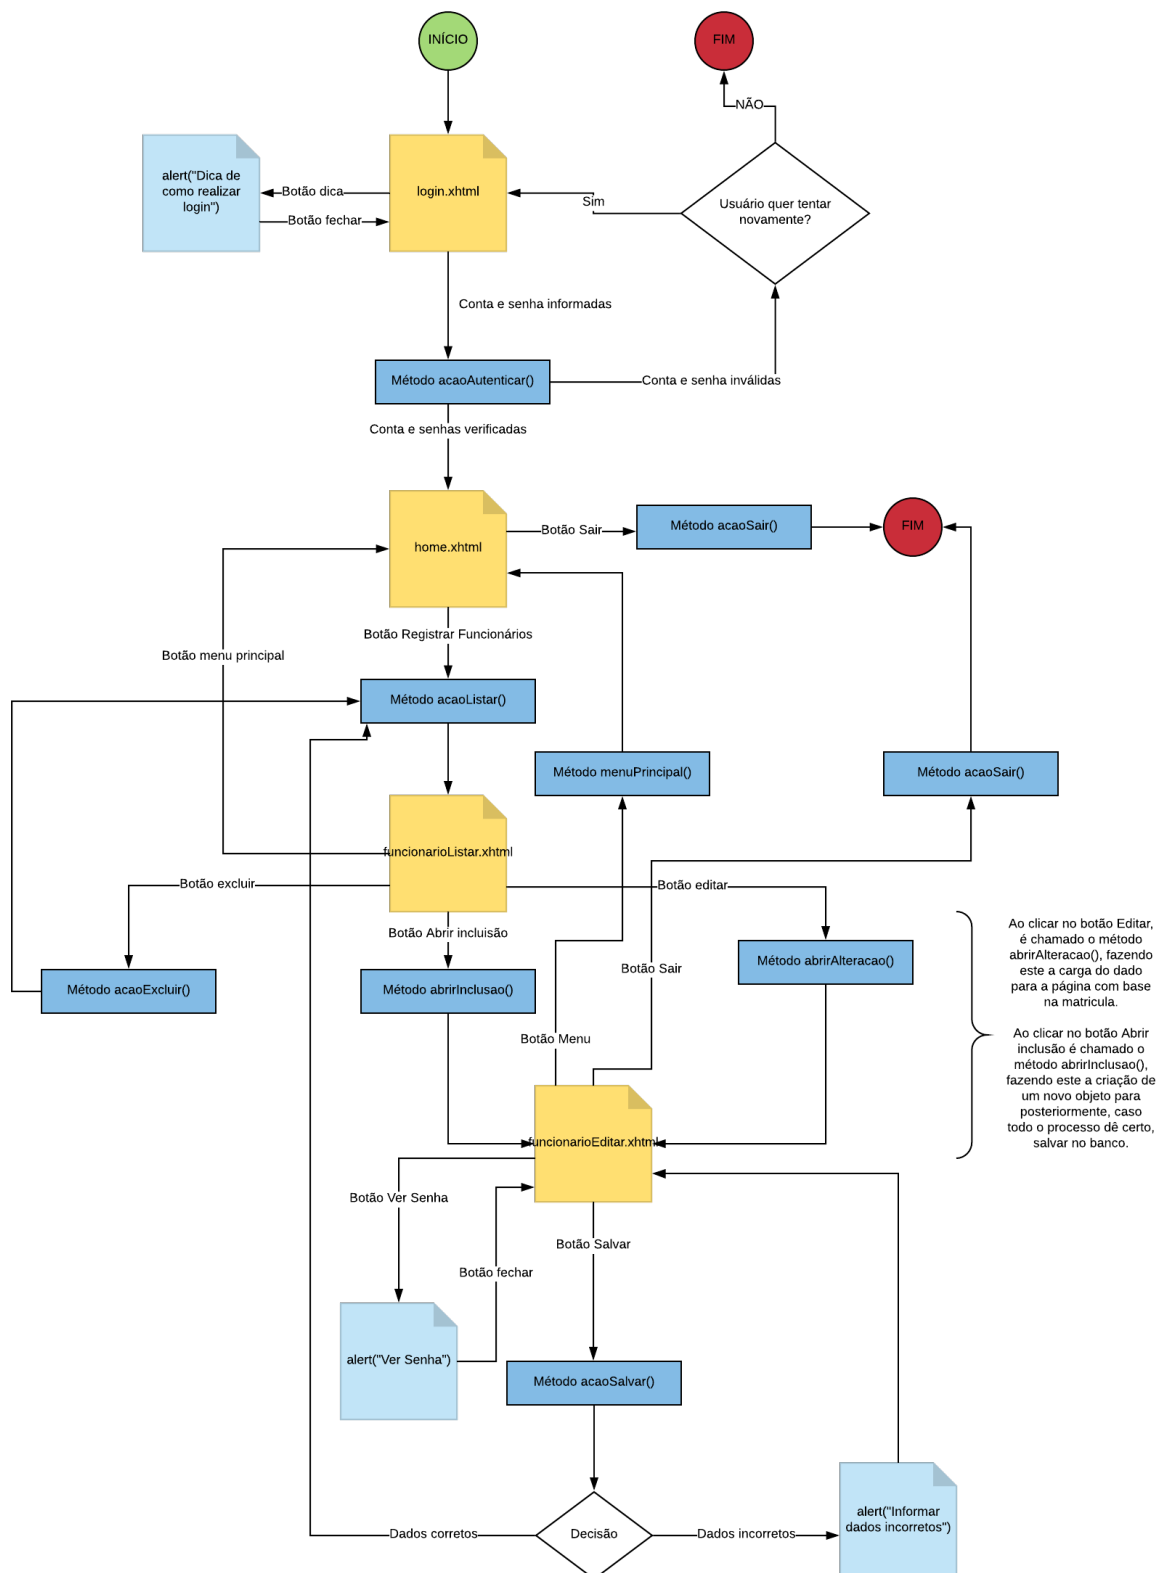 INÍCIO
FIM
NÃO
alert("Dica de
como realizar
login")
Botão dica
Botão fechar
login.xhtml
Sim
Usuário quer tentar
novamente?
Conta e senha informadas
Método acaoAutenticar()
Conta e senha inválidas
Conta e senhas verificadas
home.xhtml
Botão Sair
Método acaoSair()
FIM
Botão Registrar Funcionários
Botão menu principal
Método acaoListar()
Método menuPrincipal()
Método acaoSair()
funcionarioListar.xhtml
Botão excluir
Botão editar
Botão Abrir incluisão
Método abrirAlteracao()
Botão Sair
Método acaoExcluir()
Método abrirInclusao()
Ao clicar no botão Editar,
é chamado o método
abrirAlteracao(), fazendo
este a carga do dado
para a página com base
na matricula.
Ao clicar no botão Abrir
inclusão é chamado o
método abrirInclusao(),
fazendo este a criação de
um novo objeto para
posteriormente, caso
todo o processo dê certo,
salvar no banco.
Botão Menu
funcionarioEditar.xhtml
Botão Ver Senha
Botão Salvar
Botão fechar
alert("Ver Senha")
Método acaoSalvar()
Dados corretos
Decisão
Dados incorretos
alert("Informar
dados incorretos")